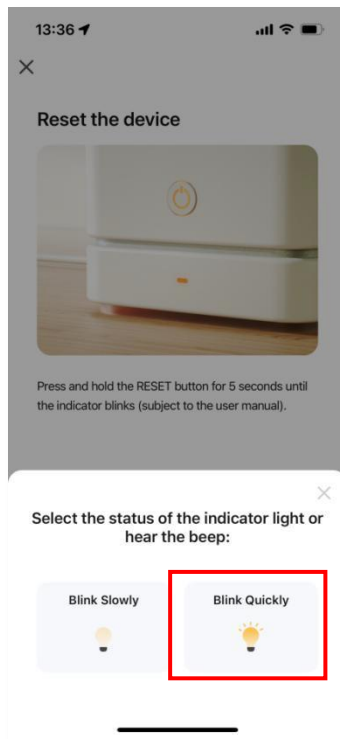 13:36
Reset the device
Press and hold the RESET button for 5 seconds until
the indicator blinks (subject to the user manual).
Select the status of the indicator light or
hear the beep:
Blink Slowly
Blink Quickly